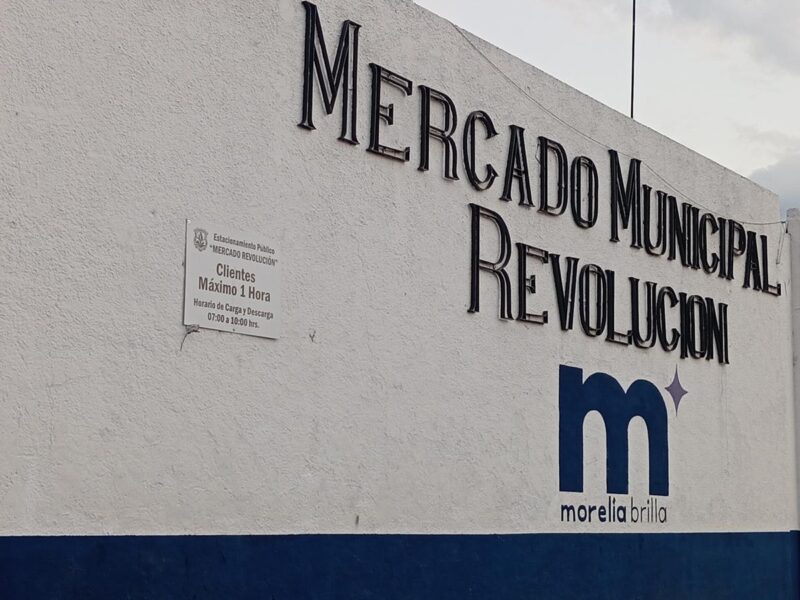 MERCADO MUNICIPAL
REVOLUCION
Estacionamiento Público
"MERCADO REVOLUCIÓN"
Clientes
Máximo 1 Hora
Horario de Carga y Descarga
07:00 a 10:00 hrs.
m
morelia brilla